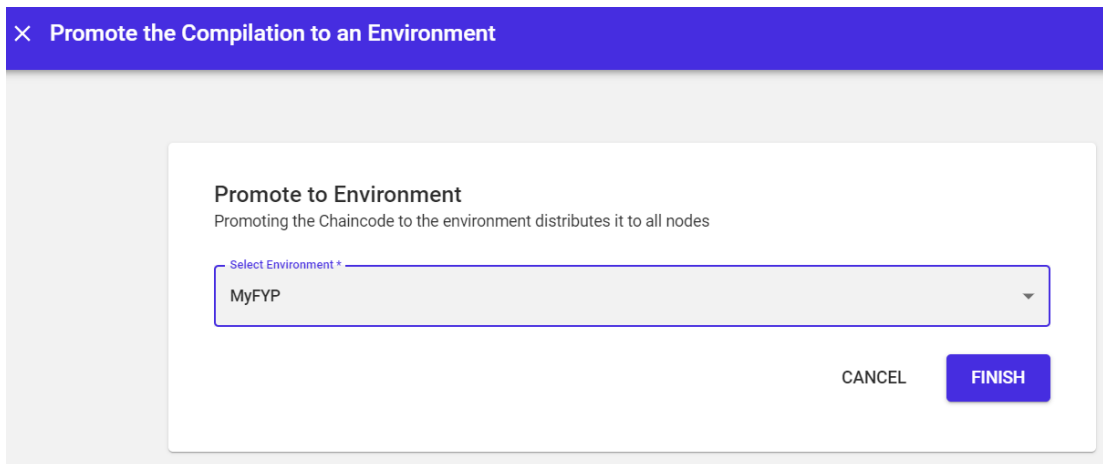 Promote the Compilation to an Environment
Promote to Environment
Promoting the Chaincode to the environment distributes it to all nodes
Select Environment *
MyFYP
CANCEL
FINISH